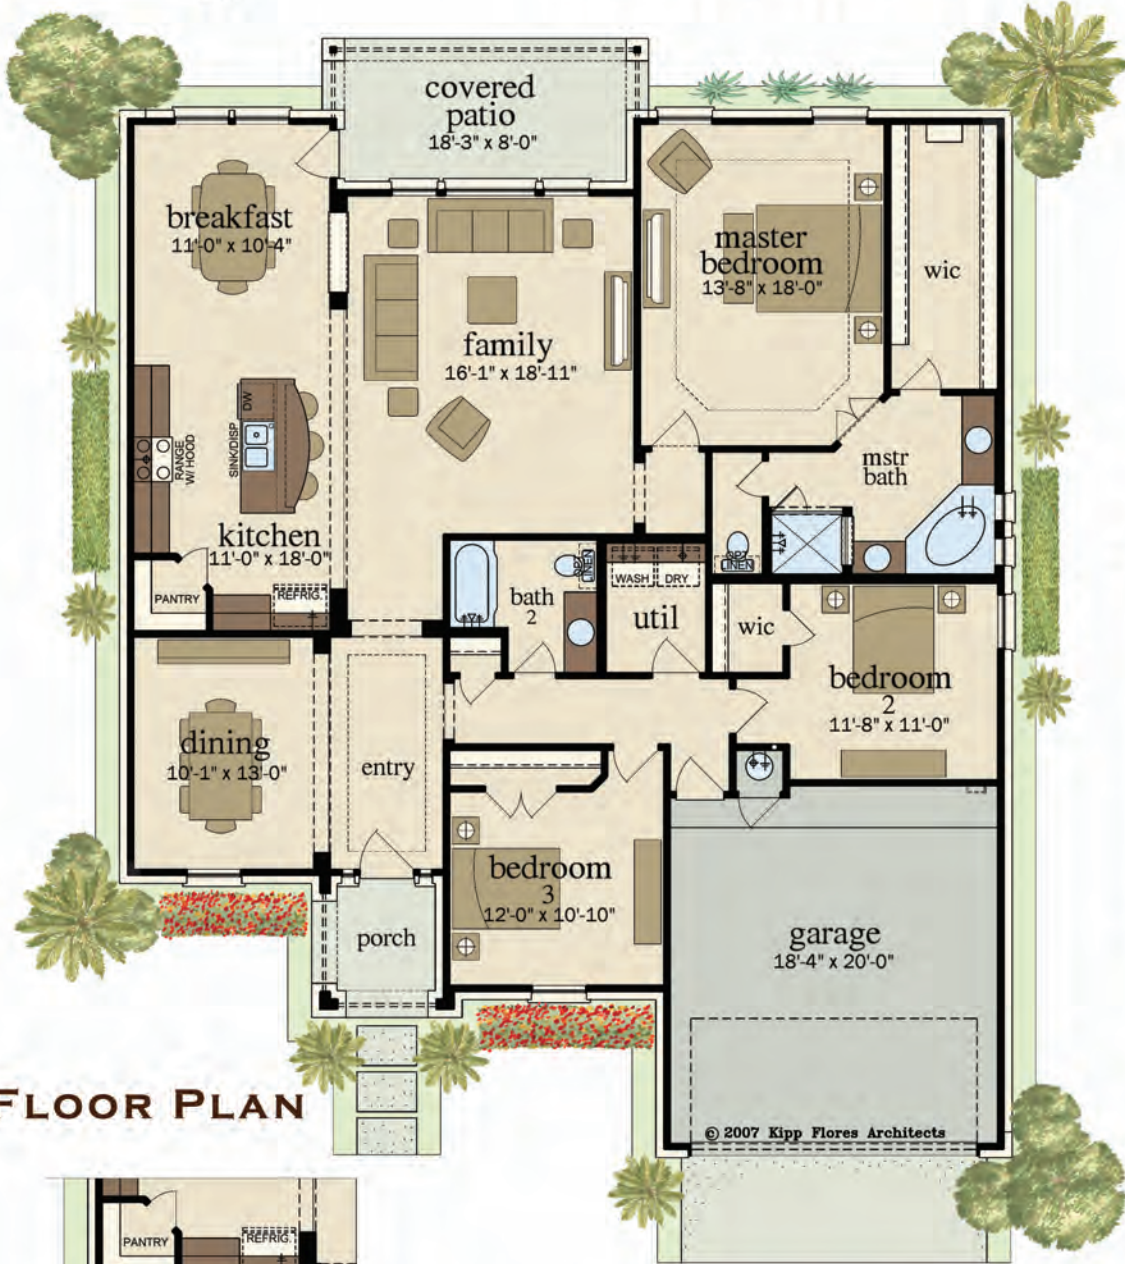 covered
patio
18'-3" x 8'-0"
breakfast
11'-0" x 10'-4"
master
bedroom
13'-8" x 18'-0"
wic
family
16'-1" x 18'-11"
DW
SINK/DISP
RANGE
W/ HOOD
mstr
bath
kitchen
11'-0" x 18'-0"
PANTRY
REFRIG.
bath
2
OPT
LINEN
WASH
DRY
util
OPT
LINEN
wic
bedroom
2
11'-8" x 11'-0"
dining
10'-1" x 13'-0"
entry
bedroom
3
12'-0" x 10'-10"
porch
garage
18'-4" x 20'-0"
© 2007 Kipp Flores Architects
FLOOR PLAN
PANTRY
REFRIG.